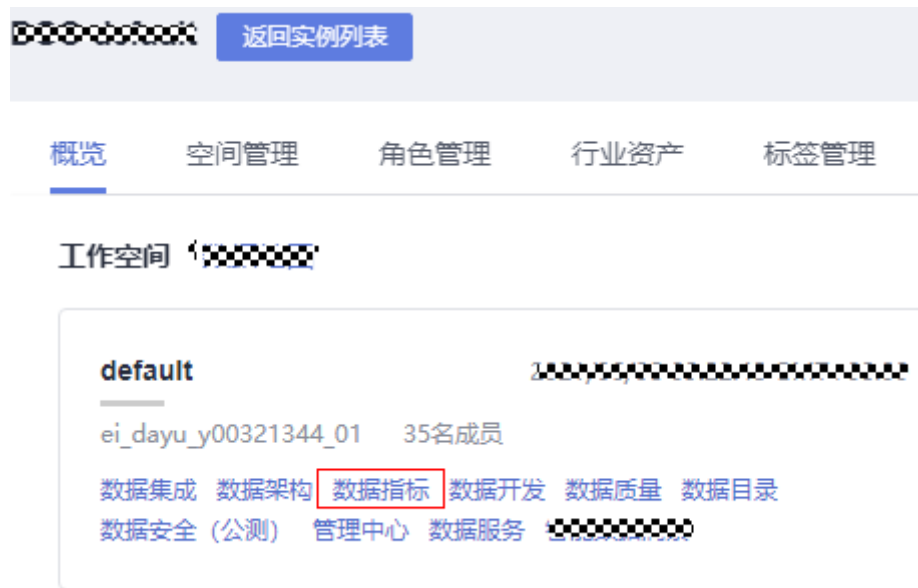 返回实例列表
概览 空间管理 角色管理 行业资产 标签管理
工作空间
default
ei_dayu_y00321344_01 35名成员
数据集成 数据架构 数据指标 数据开发 数据质量 数据目录
数据安全 (公测) 管理中心 数据服务